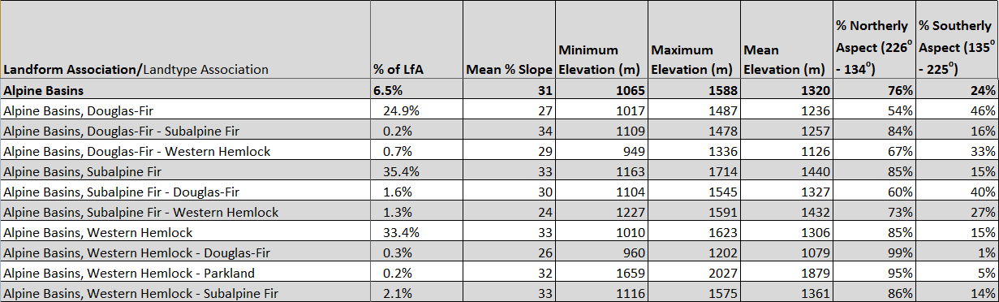 Landform Association/Landtype Association | % of LfA | Mean % Slope | Minimum Elevation (m) | Maximum Elevation (m) | Mean Elevation (m) | % Northerly Aspect (226° - 134°) | % Southerly Aspect (135° - 225°)
Alpine Basins | 6.5% | 31 | 1065 | 1588 | 1320 | 76% | 24%
Alpine Basins, Douglas-Fir | 24.9% | 27 | 1017 | 1487 | 1236 | 54% | 46%
Alpine Basins, Douglas-Fir - Subalpine Fir | 0.2% | 34 | 1109 | 1478 | 1257 | 84% | 16%
Alpine Basins, Douglas-Fir - Western Hemlock | 0.7% | 29 | 949 | 1336 | 1126 | 67% | 33%
Alpine Basins, Subalpine Fir | 35.4% | 33 | 1163 | 1714 | 1440 | 85% | 15%
Alpine Basins, Subalpine Fir - Douglas-Fir | 1.6% | 30 | 1104 | 1545 | 1327 | 60% | 40%
Alpine Basins, Subalpine Fir - Western Hemlock | 1.3% | 24 | 1227 | 1591 | 1432 | 73% | 27%
Alpine Basins, Western Hemlock | 33.4% | 33 | 1010 | 1623 | 1306 | 85% | 15%
Alpine Basins, Western Hemlock - Douglas-Fir | 0.3% | 26 | 960 | 1202 | 1079 | 99% | 1%
Alpine Basins, Western Hemlock - Parkland | 0.2% | 32 | 1659 | 2027 | 1879 | 95% | 5%
Alpine Basins, Western Hemlock - Subalpine Fir | 2.1% | 33 | 1116 | 1575 | 1361 | 86% | 14%